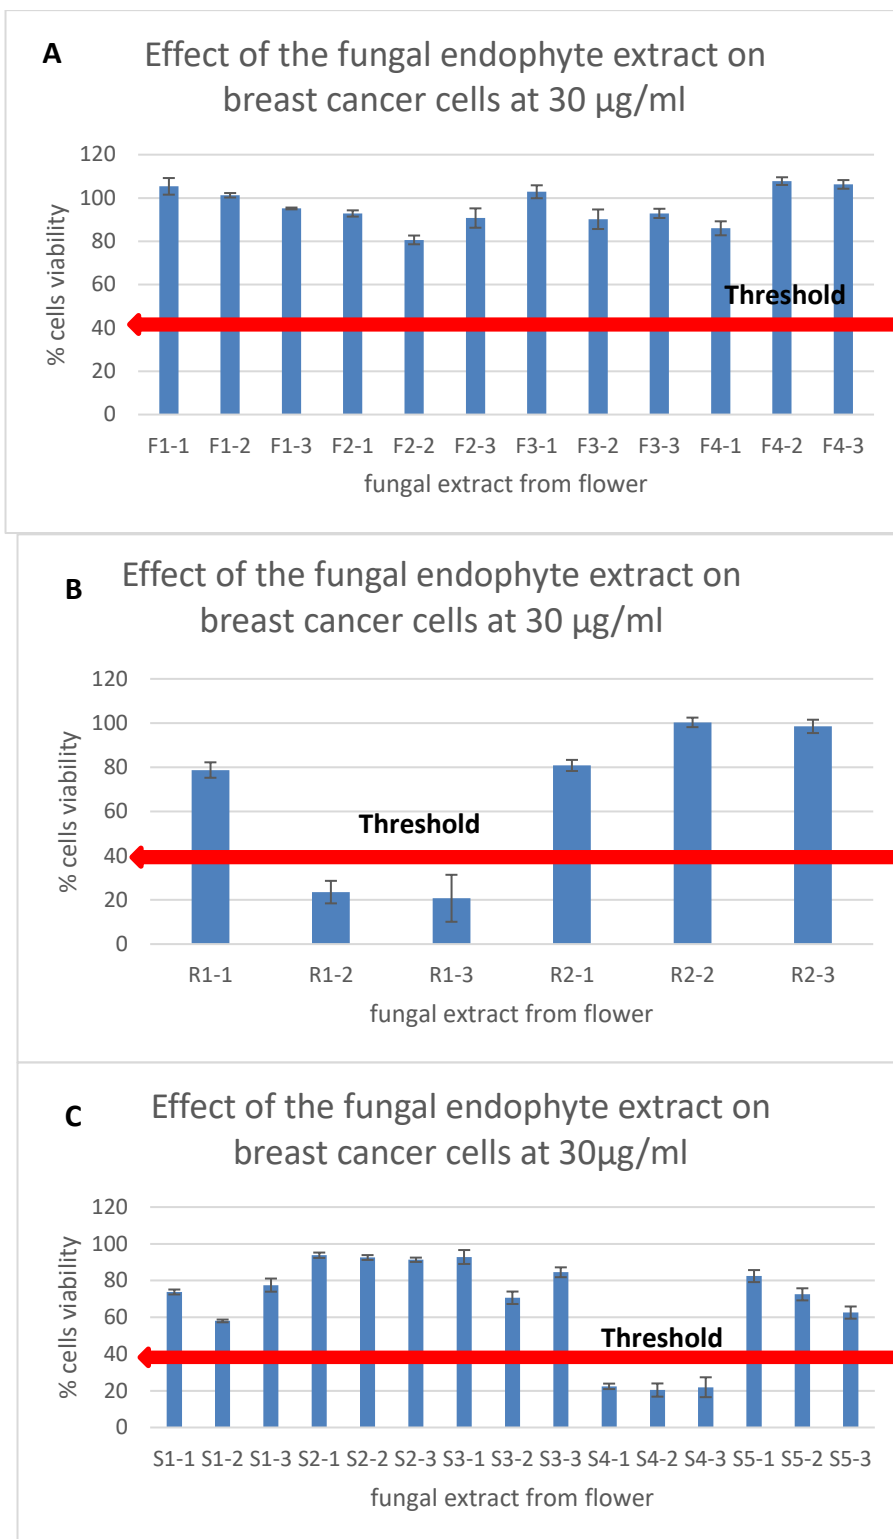 A
Effect of the fungal endophyte extract on
breast cancer cells at 30 µg/ml
% cells viability
120
100
80
60
40
20
0
Threshold
F1-1 F1-2 F1-3 F2-1 F2-2 F2-3 F3-1 F3-2 F3-3 F4-1 F4-2 F4-3
fungal extract from flower
B
Effect of the fungal endophyte extract on
breast cancer cells at 30 µg/ml
% cells viability
120
100
80
60
40
20
0
Threshold
R1-1 R1-2 R1-3 R2-1 R2-2 R2-3
fungal extract from flower
C
Effect of the fungal endophyte extract on
breast cancer cells at 30µg/ml
% cells viability
120
100
80
60
40
20
0
Threshold
S1-1 S1-2 S1-3 S2-1 S2-2 S2-3 S3-1 S3-2 S3-3 S4-1 S4-2 S4-3 S5-1 S5-2 S5-3
fungal extract from flower